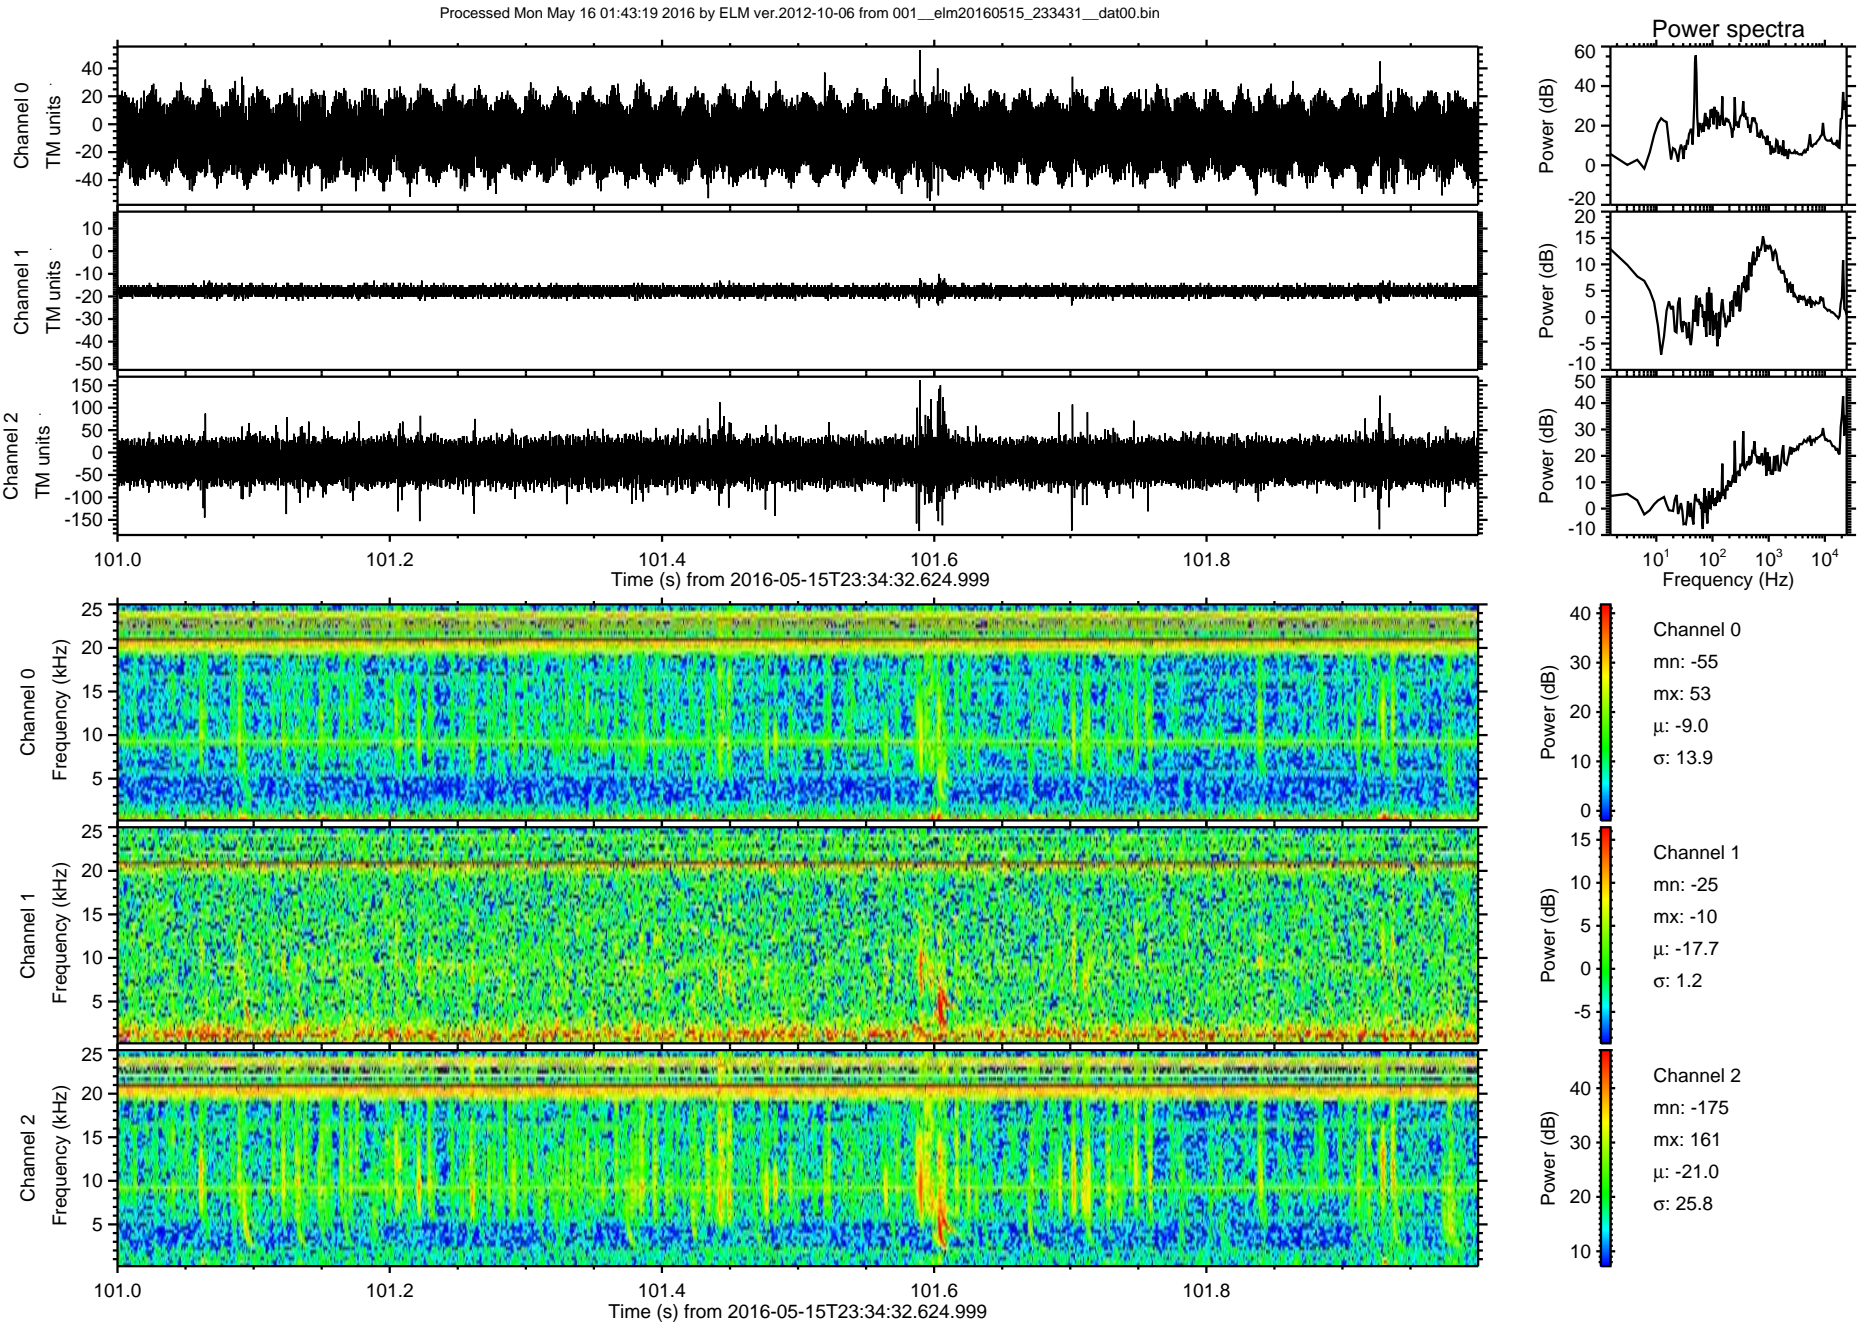 Processed Mon May 16 01:43:19 2016 by ELM ver.2012-10-06 from 001__elm20160515_233431__dat00.bin
Power spectra
Channel 0
TM units
40
20
0
-20
-40
Power (dB)
60
40
20
0
-20
Channel 1
TM units
10
0
-10
-20
-30
-40
-50
Power (dB)
20
15
10
5
0
-5
-10
Channel 2
TM units
150
100
50
0
-50
-100
-150
Power (dB)
50
40
30
20
10
0
-10
101.0 101.2 101.4 101.6 101.8
Time (s) from 2016-05-15T23:34:32.624.999
10^1 10^2 10^3 10^4
Frequency (Hz)
Channel 0
Frequency (kHz)
25
20
15
10
5
Power (dB)
40
30
20
10
0
Channel 0
mn: -55
mx: 53
μ: -9.0
σ: 13.9
Channel 1
Frequency (kHz)
25
20
15
10
5
Power (dB)
15
10
5
0
-5
Channel 1
mn: -25
mx: -10
μ: -17.7
σ: 1.2
Channel 2
Frequency (kHz)
25
20
15
10
5
Power (dB)
40
30
20
10
Channel 2
mn: -175
mx: 161
μ: -21.0
σ: 25.8
101.0 101.2 101.4 101.6 101.8
Time (s) from 2016-05-15T23:34:32.624.999